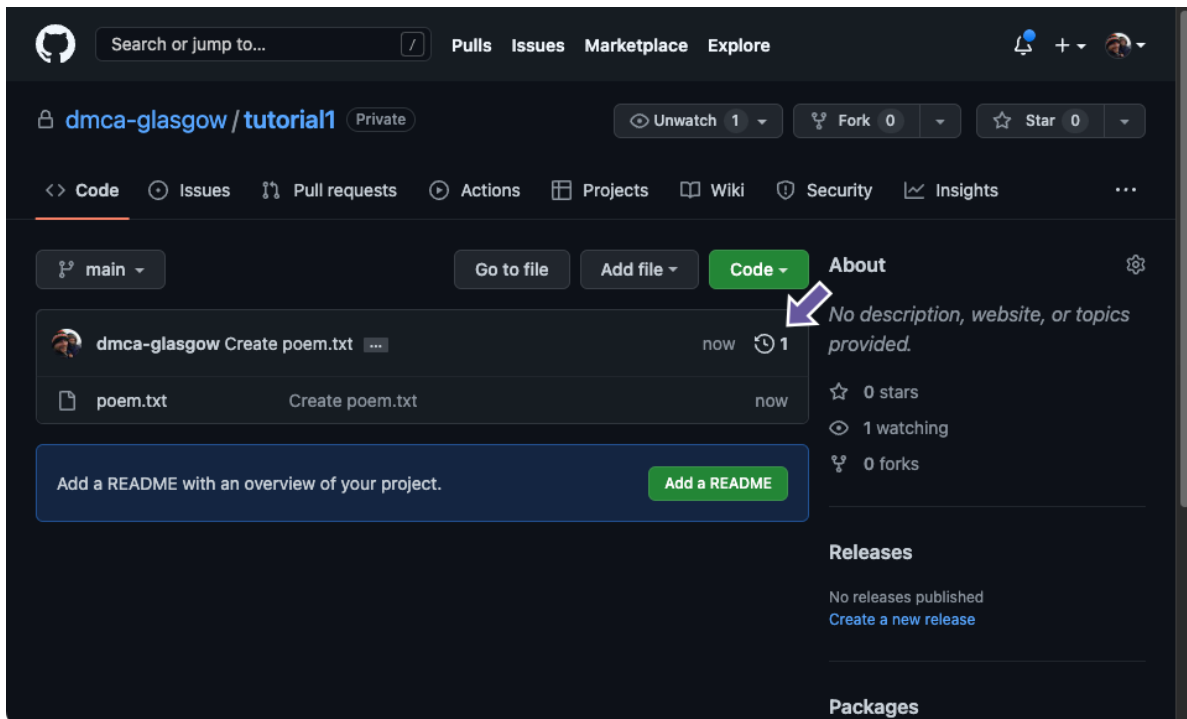 Search or jump to... /
Pulls Issues Marketplace Explore
dmca-glasgow / tutorial1 Private
Unwatch 1 Fork 0 Star 0
Code Issues Pull requests Actions Projects Wiki Security Insights ...
main Go to file Add file Code
dmca-glasgow Create poem.txt ... now 1
poem.txt Create poem.txt now
Add a README with an overview of your project. Add a README
About
No description, website, or topics
provided.
0 stars
1 watching
0 forks
Releases
No releases published
Create a new release
Packages